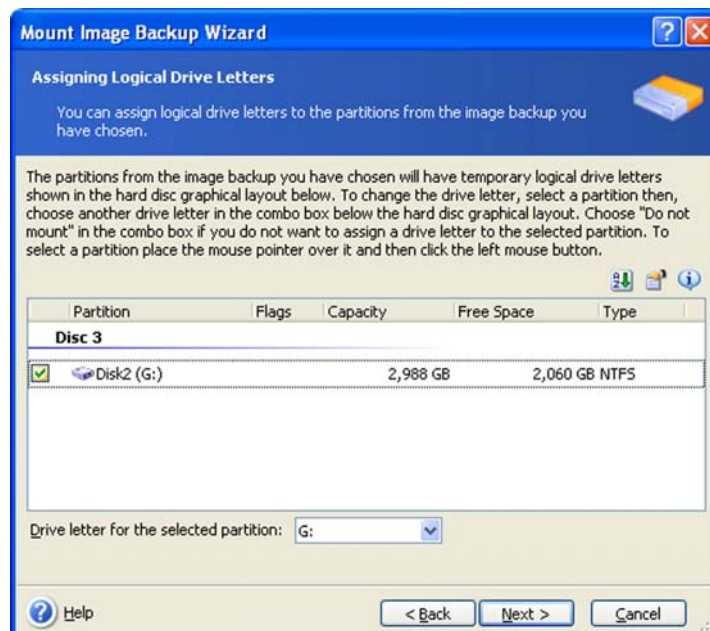 Mount Image Backup Wizard
Assigning Logical Drive Letters
You can assign logical drive letters to the partitions from the image backup you
have chosen.
The partitions from the image backup you have chosen will have temporary logical drive letters
shown in the hard disc graphical layout below. To change the drive letter, select a partition then,
choose another drive letter in the combo box below the hard disc graphical layout. Choose "Do not
mount" in the combo box if you do not want to assign a drive letter to the selected partition. To
select a partition place the mouse pointer over it and then click the left mouse button.
Partition Flags Capacity Free Space Type
Disc 3
Disk2 (G:) 2,988 GB 2,060 GB NTFS
Drive letter for the selected partition: G:
Help < Back Next > Cancel